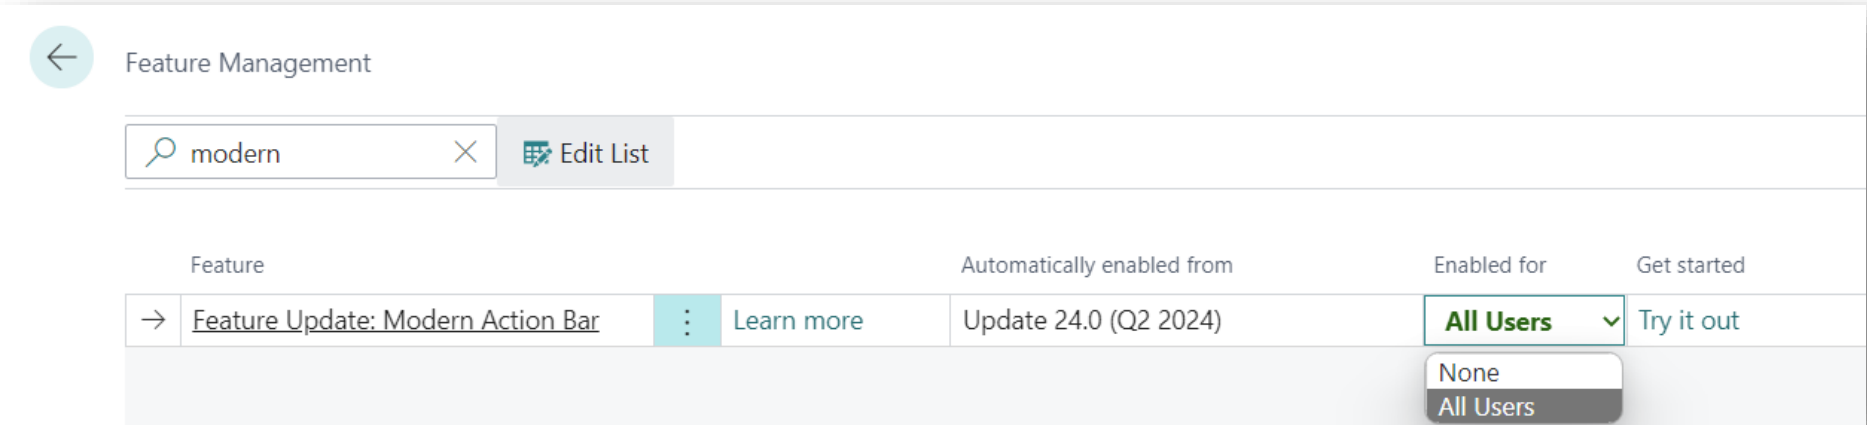 Feature Management
modern
Edit List
Feature Automatically enabled from Enabled for Get started
Feature Update: Modern Action Bar Learn more Update 24.0 (Q2 2024) All Users Try it out
None
All Users